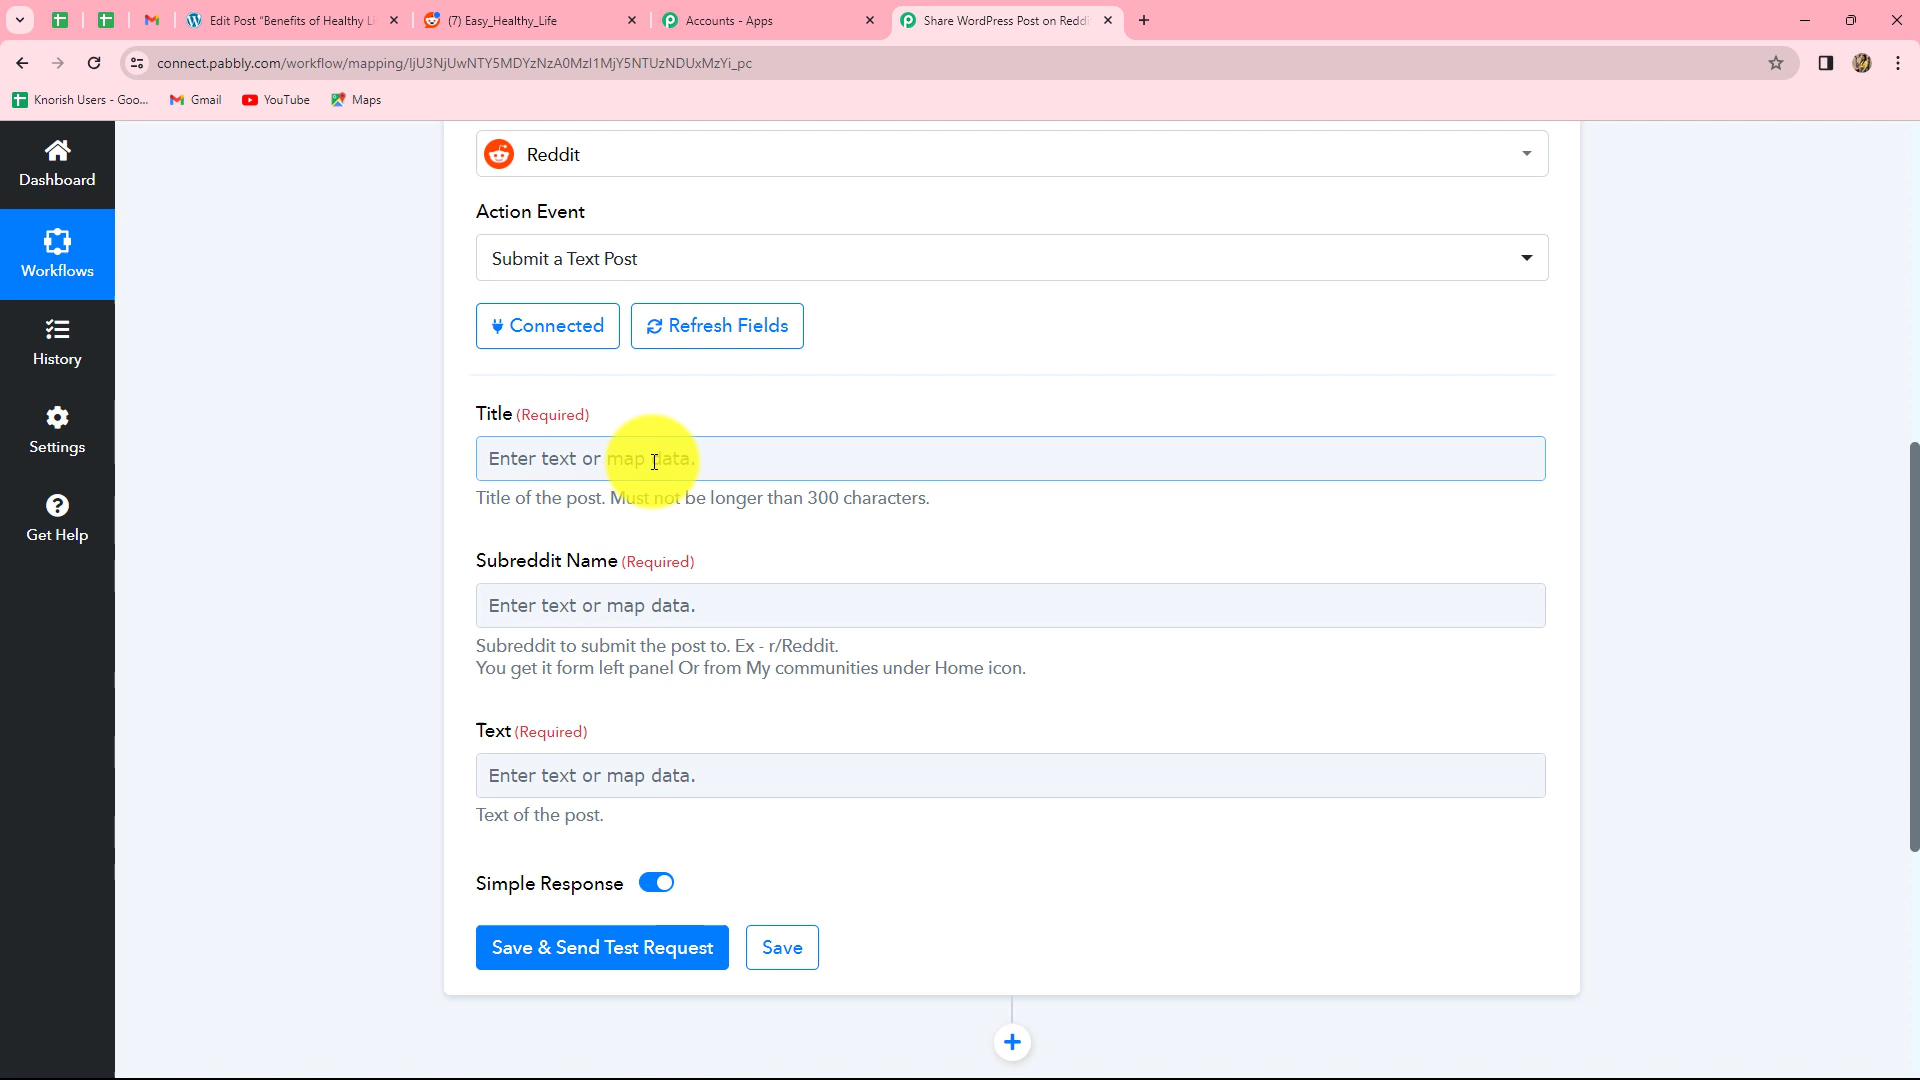 Edit Post "Benefits of Healthy Li
(7) Easy_Healthy_Life
Accounts - Apps
Share WordPress Post on Reddi
connect.pabbly.com/workflow/mapping/IjU3NjUwNTY5MDYzNzA0MzI1MjY5NTUzNDUxMzYi_pc
Knorish Users - Goo...
Gmail
YouTube
Maps
Dashboard
Workflows
History
Settings
Get Help
Reddit
Action Event
Submit a Text Post
Connected
Refresh Fields
Title (Required)
Enter text or map data.
Title of the post. Must not be longer than 300 characters.
Subreddit Name (Required)
Enter text or map data.
Subreddit to submit the post to. Ex - r/Reddit.
You get it form left panel Or from My communities under Home icon.
Text (Required)
Enter text or map data.
Text of the post.
Simple Response
Save & Send Test Request
Save